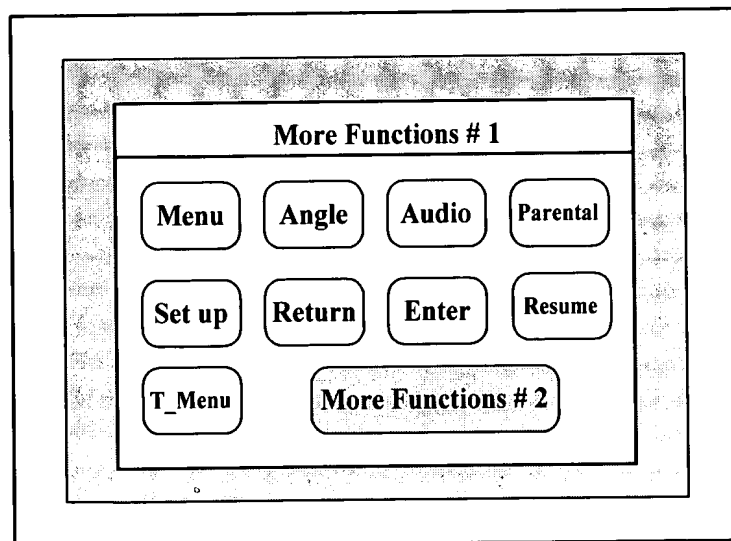 More Functions # 1
Menu Angle Audio Parental
Set up Return Enter Resume
T_Menu More Functions # 2